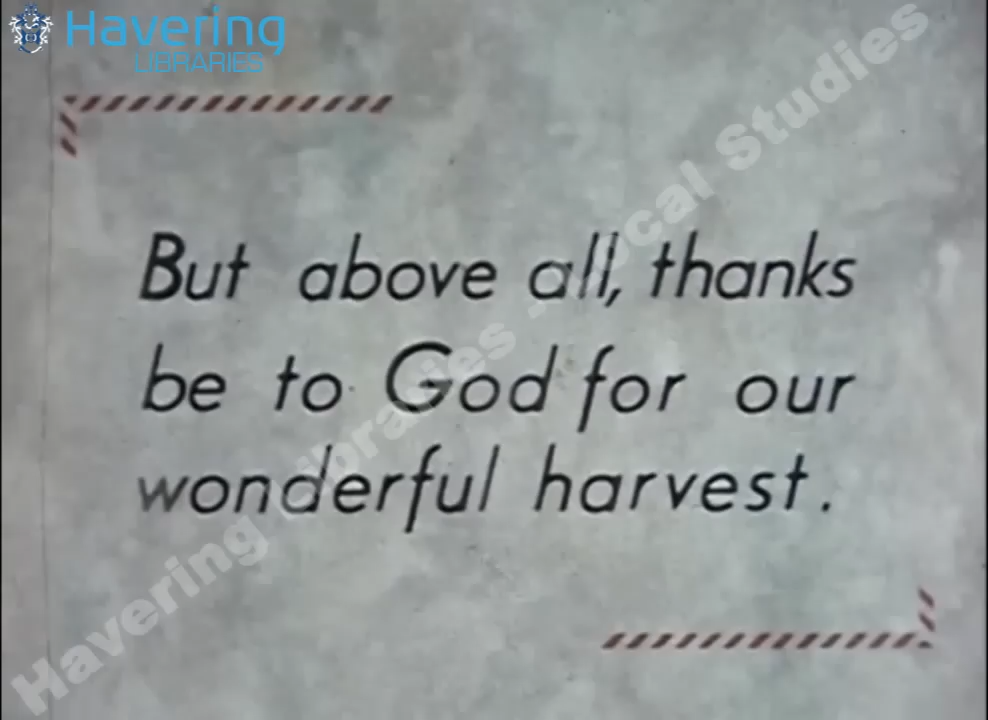 Havering
LIBRARIES
But above all, thanks
be to God for our
wonderful harvest.
Havering Libraries - Local Studies